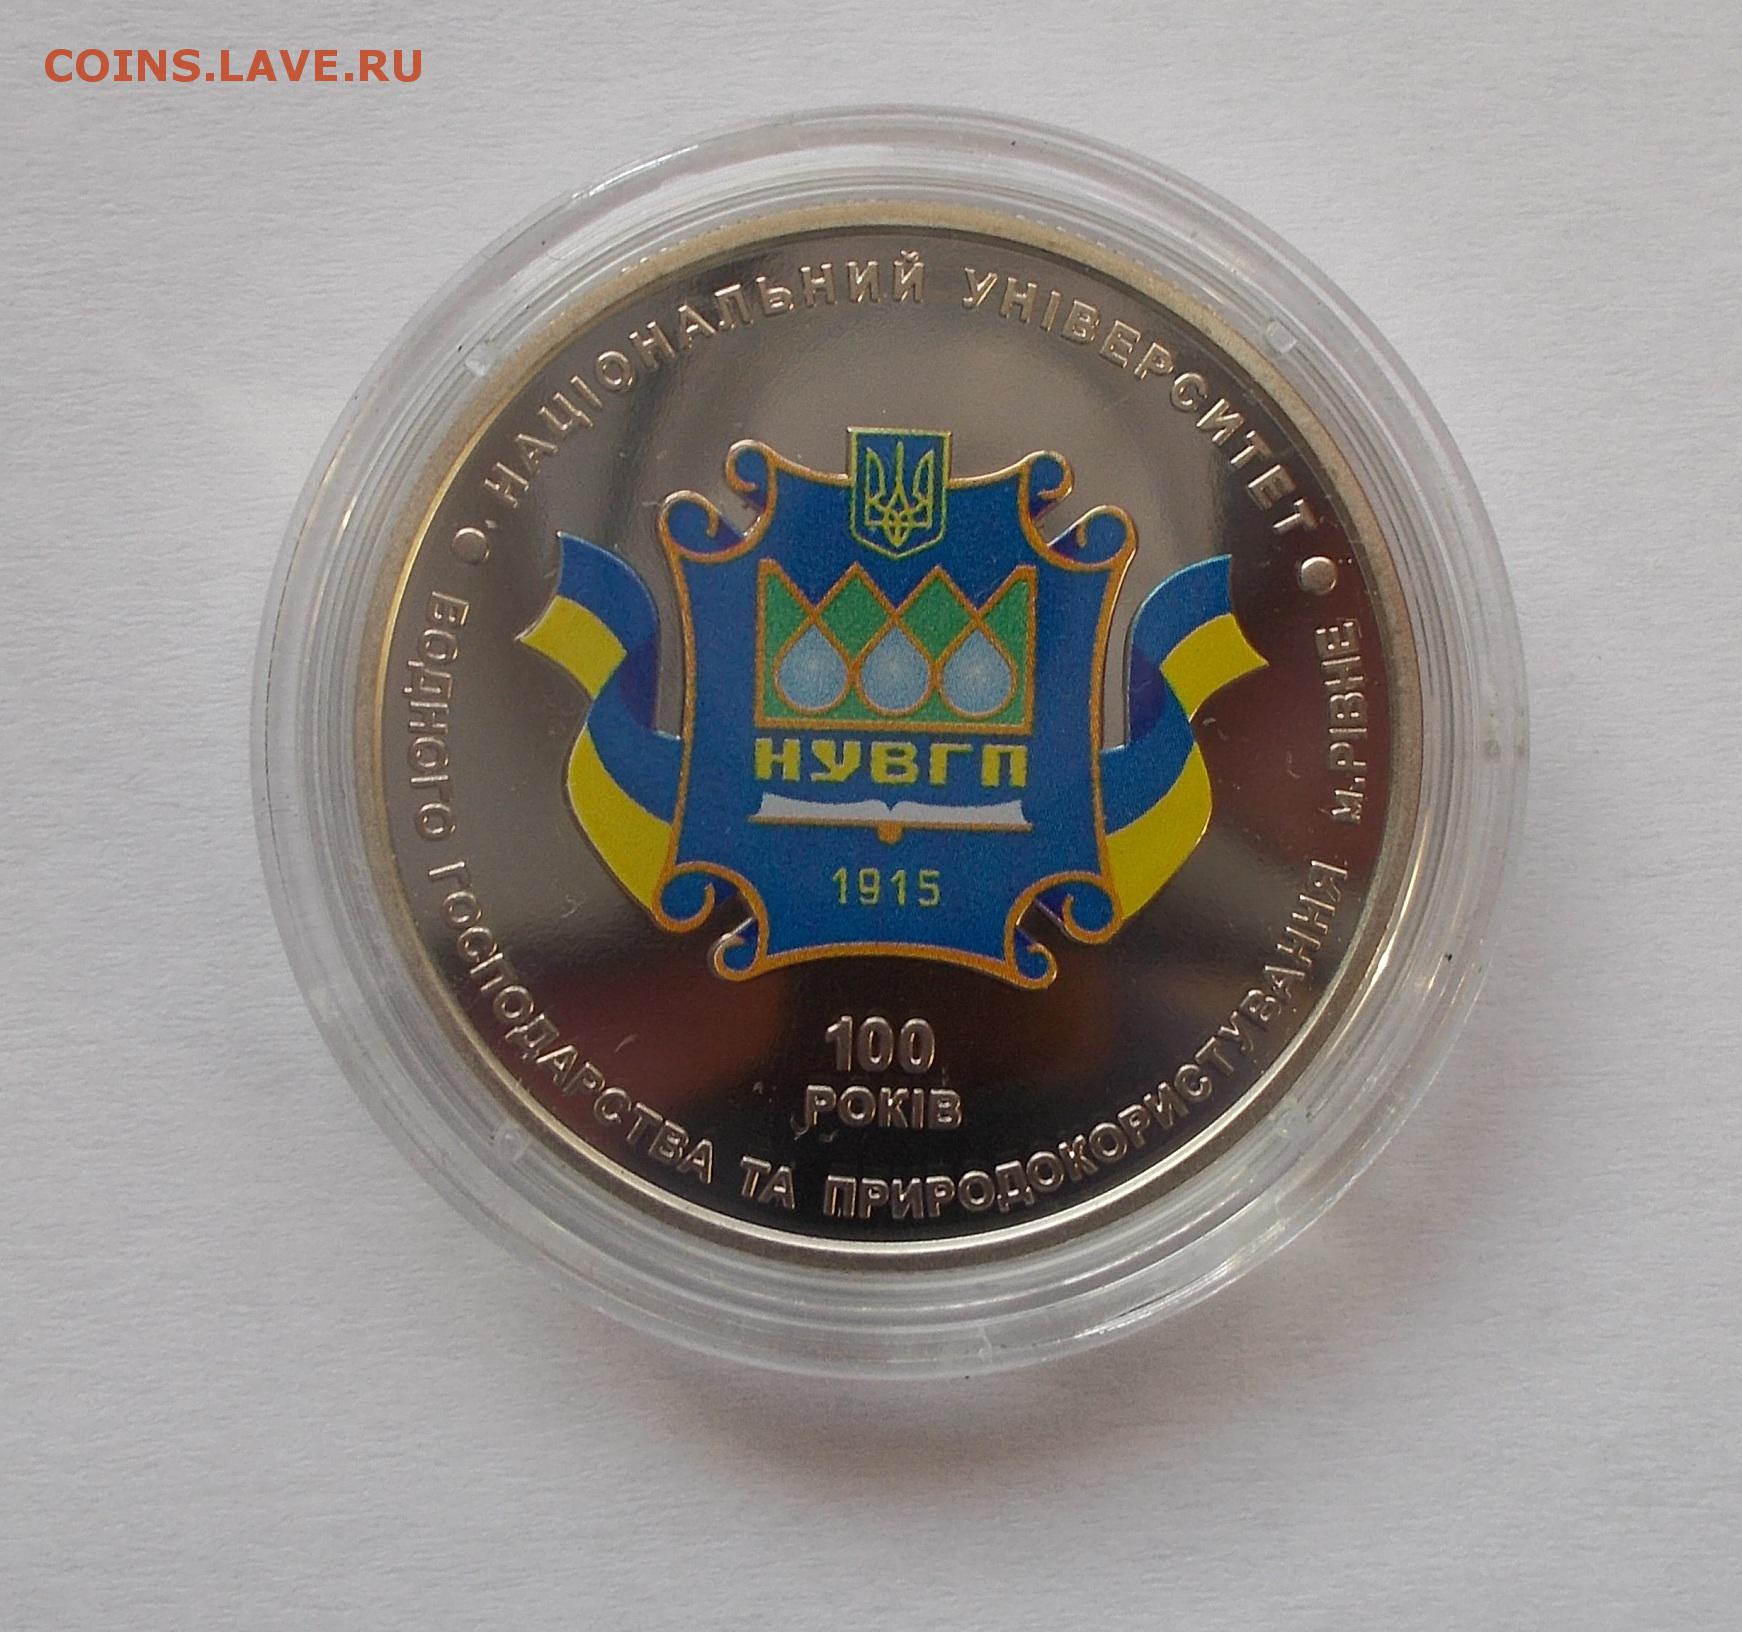 COINS.LAVE.RU
НАЦІОНАЛЬНИЙ УНІВЕРСИТЕТ
ВОДНОГО ГОСПОДАРСТВА ТА ПРИРОДОКОРИСТУВАННЯ
М.РІВНЕ
НУВГП
1915
100
РОКІВ